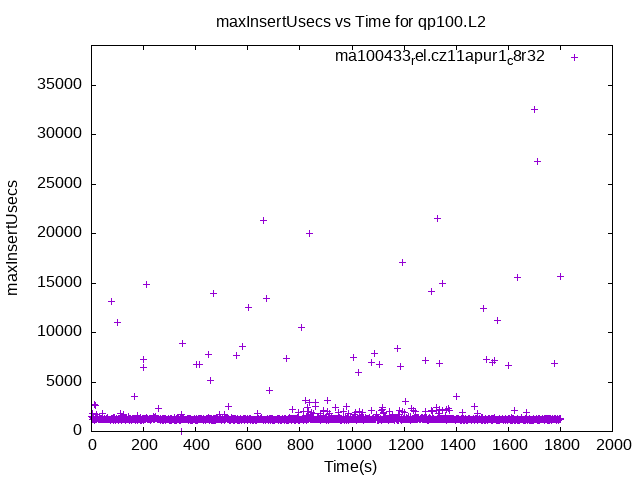 maxInsertUsecs vs Time for qp100.L2
ma100433_rel.cz11apur1_c8r32
35000
30000
25000
20000
15000
10000
5000
0
maxInsertUsecs
0 200 400 600 800 1000 1200 1400 1600 1800 2000
Time(s)